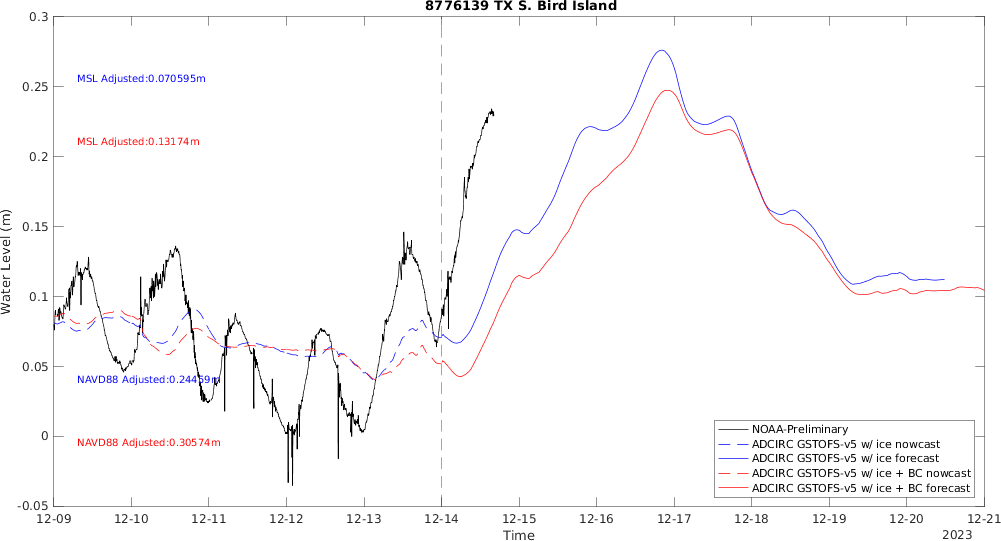 8776139 TX S. Bird Island
0.3
MSL Adjusted:0.070595m
0.25
MSL Adjusted:0.13174m
0.2
0.15
Water Level (m)
0.1
0.05
NAVD88 Adjusted:0.24459m
0
NAVD88 Adjusted:0.30574m
NOAA-Preliminary
ADCIRC GSTOFS-v5 w/ ice nowcast
ADCIRC GSTOFS-v5 w/ ice forecast
ADCIRC GSTOFS-v5 w/ ice + BC nowcast
ADCIRC GSTOFS-v5 w/ ice + BC forecast
-0.05
12-09 12-10 12-11 12-12 12-13 12-14 12-15 12-16 12-17 12-18 12-19 12-20 12-21
Time
2023